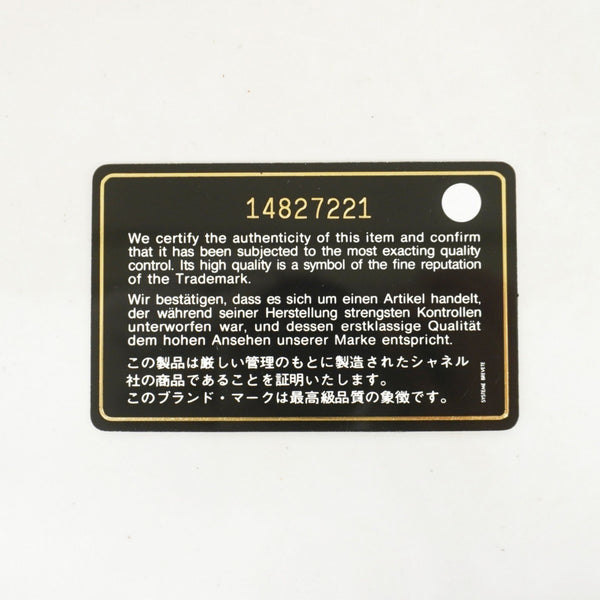 14827221
We certify the authenticity of this item and confirm
that it has been subjected to the most exacting quality
control. Its high quality is a symbol of the fine reputation
of the Trademark.
Wir bestätigen, dass es sich um einen Artikel handelt,
der während seiner Herstellung strengsten Kontrollen
unterworfen war, und dessen erstklassige Qualität
dem hohen Ansehen unserer Marke entspricht.
この製品は厳しい管理のもとに製造されたシャネル
社の商品であることを証明いたします。
このブランド・マークは最高級品質の象徴です。